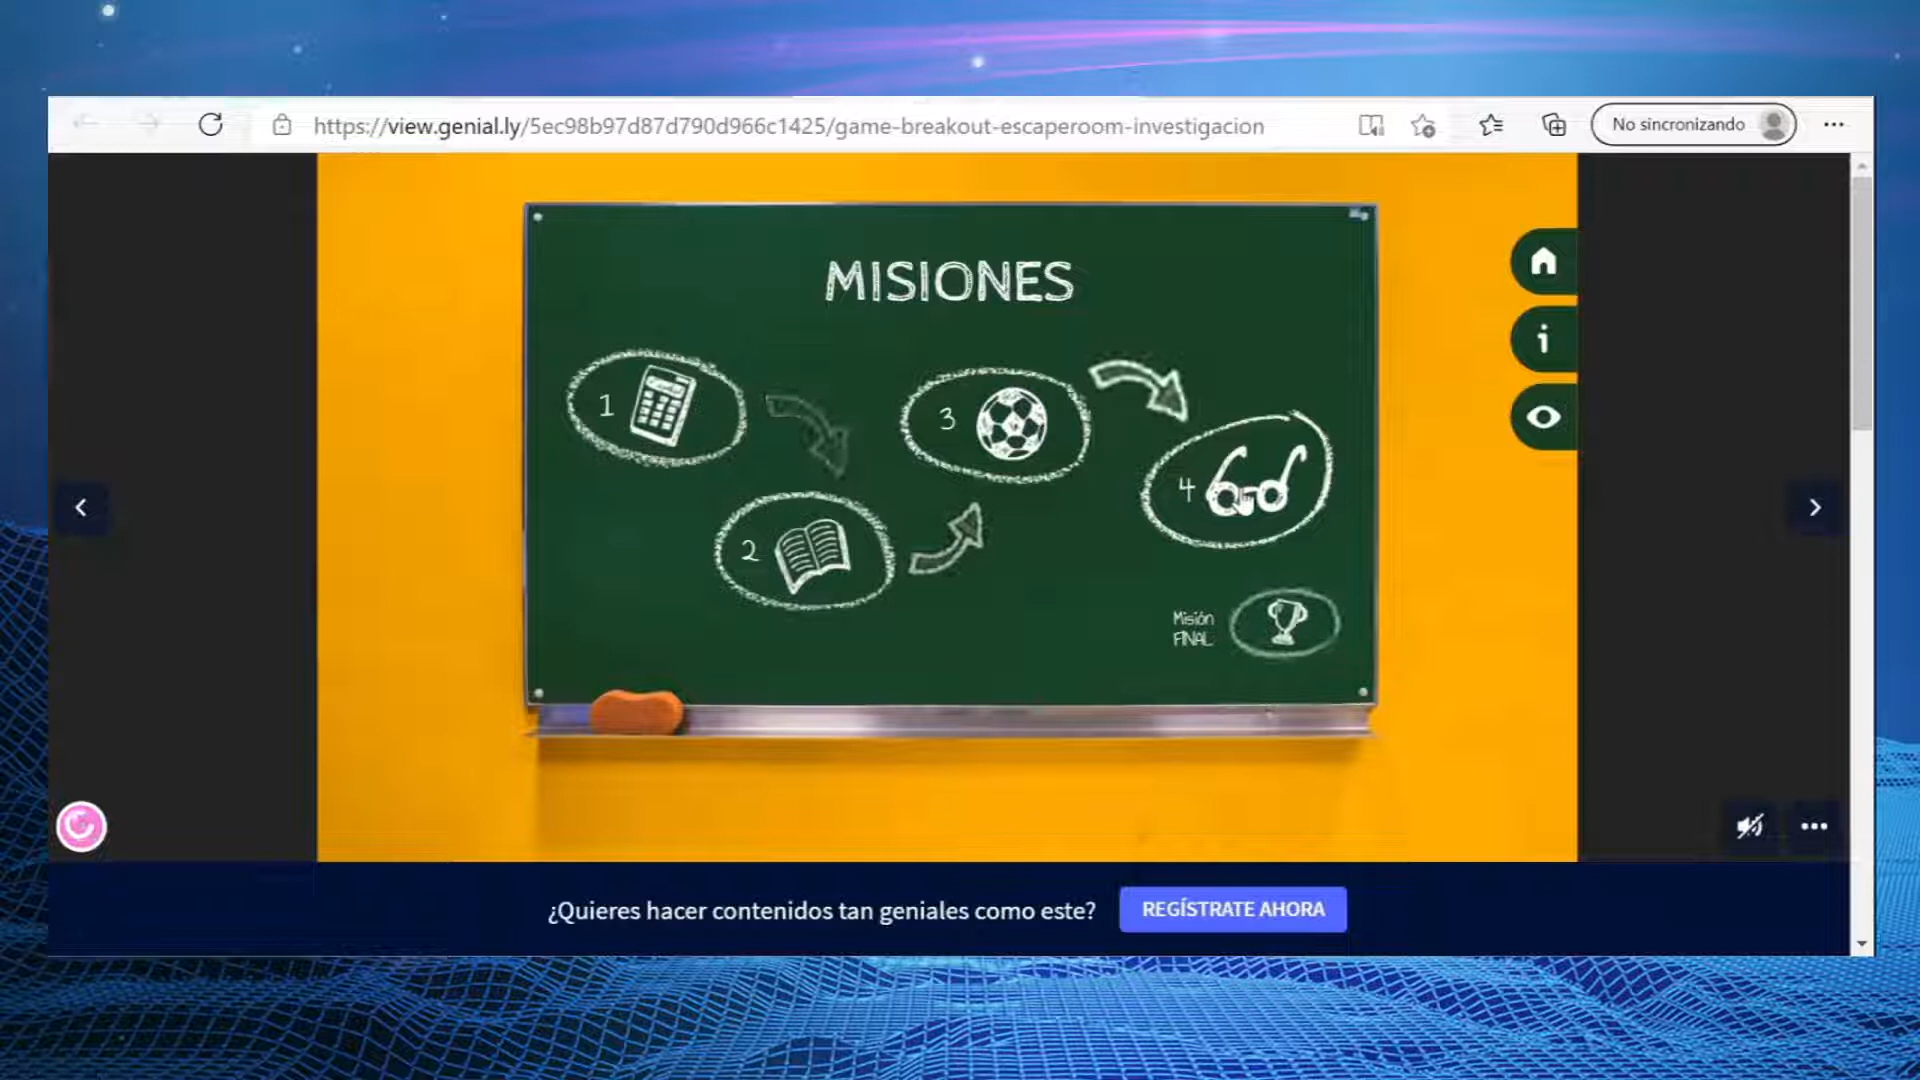 https://view.genial.ly/5ec98b97d87d790d966c1425/game-breakout-escaperoom-investigacion
No sincronizando
MISIONES
1
3
4
2
Misión
FINAL
¿Quieres hacer contenidos tan geniales como este?
REGÍSTRATE AHORA